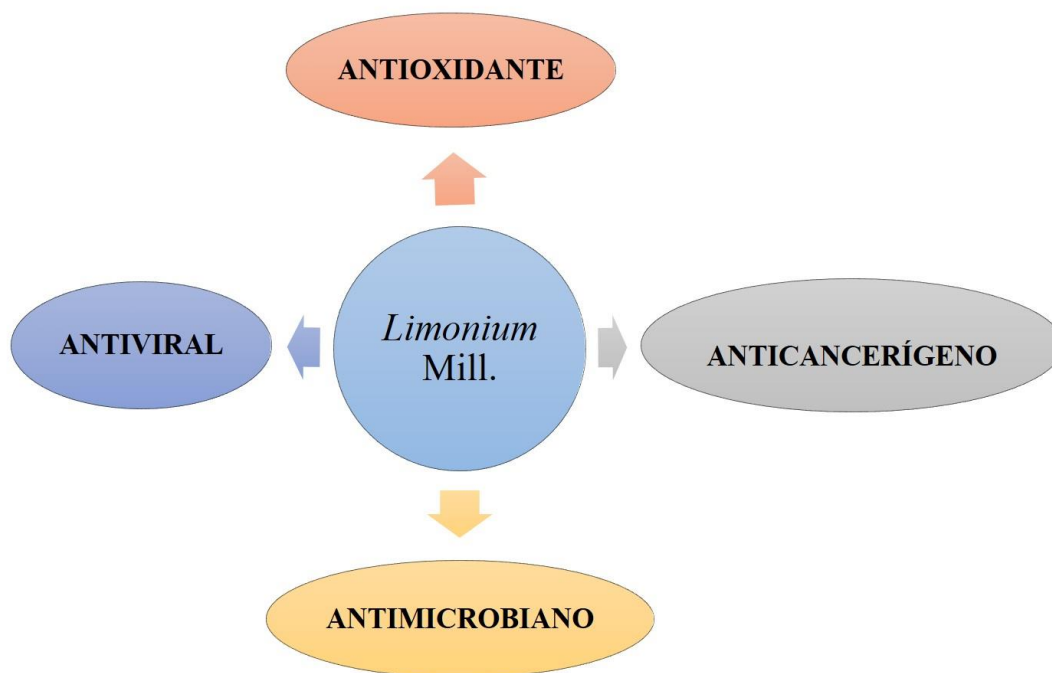 ANTIOXIDANTE
ANTIVIRAL
Limonium
Mill.
ANTICANCERÍGENO
ANTIMICROBIANO